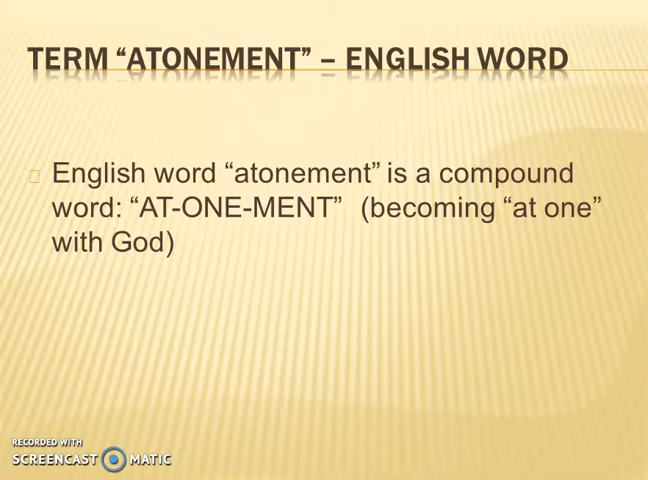 TERM “ATONEMENT” – ENGLISH WORD
English word “atonement” is a compound
word: “AT-ONE-MENT” (becoming “at one”
with God)
RECORDED WITH
SCREENCAST MATIC